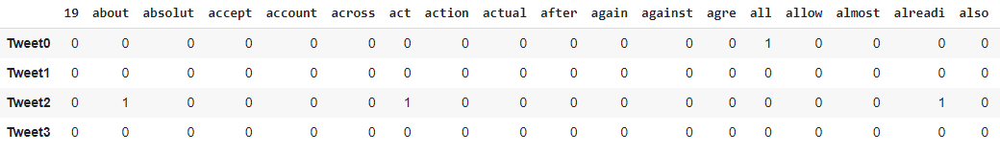 19 about absolut accept account across act action actual after again against agre all allow almost alreadi also
Tweet0 0 0 0 0 0 0 0 0 0 0 0 0 0 1 0 0 0 0
Tweet1 0 0 0 0 0 0 0 0 0 0 0 0 0 0 0 0 0 0
Tweet2 0 1 0 0 0 0 1 0 0 0 0 0 0 0 0 0 1 0
Tweet3 0 0 0 0 0 0 0 0 0 0 0 0 0 0 0 0 0 0